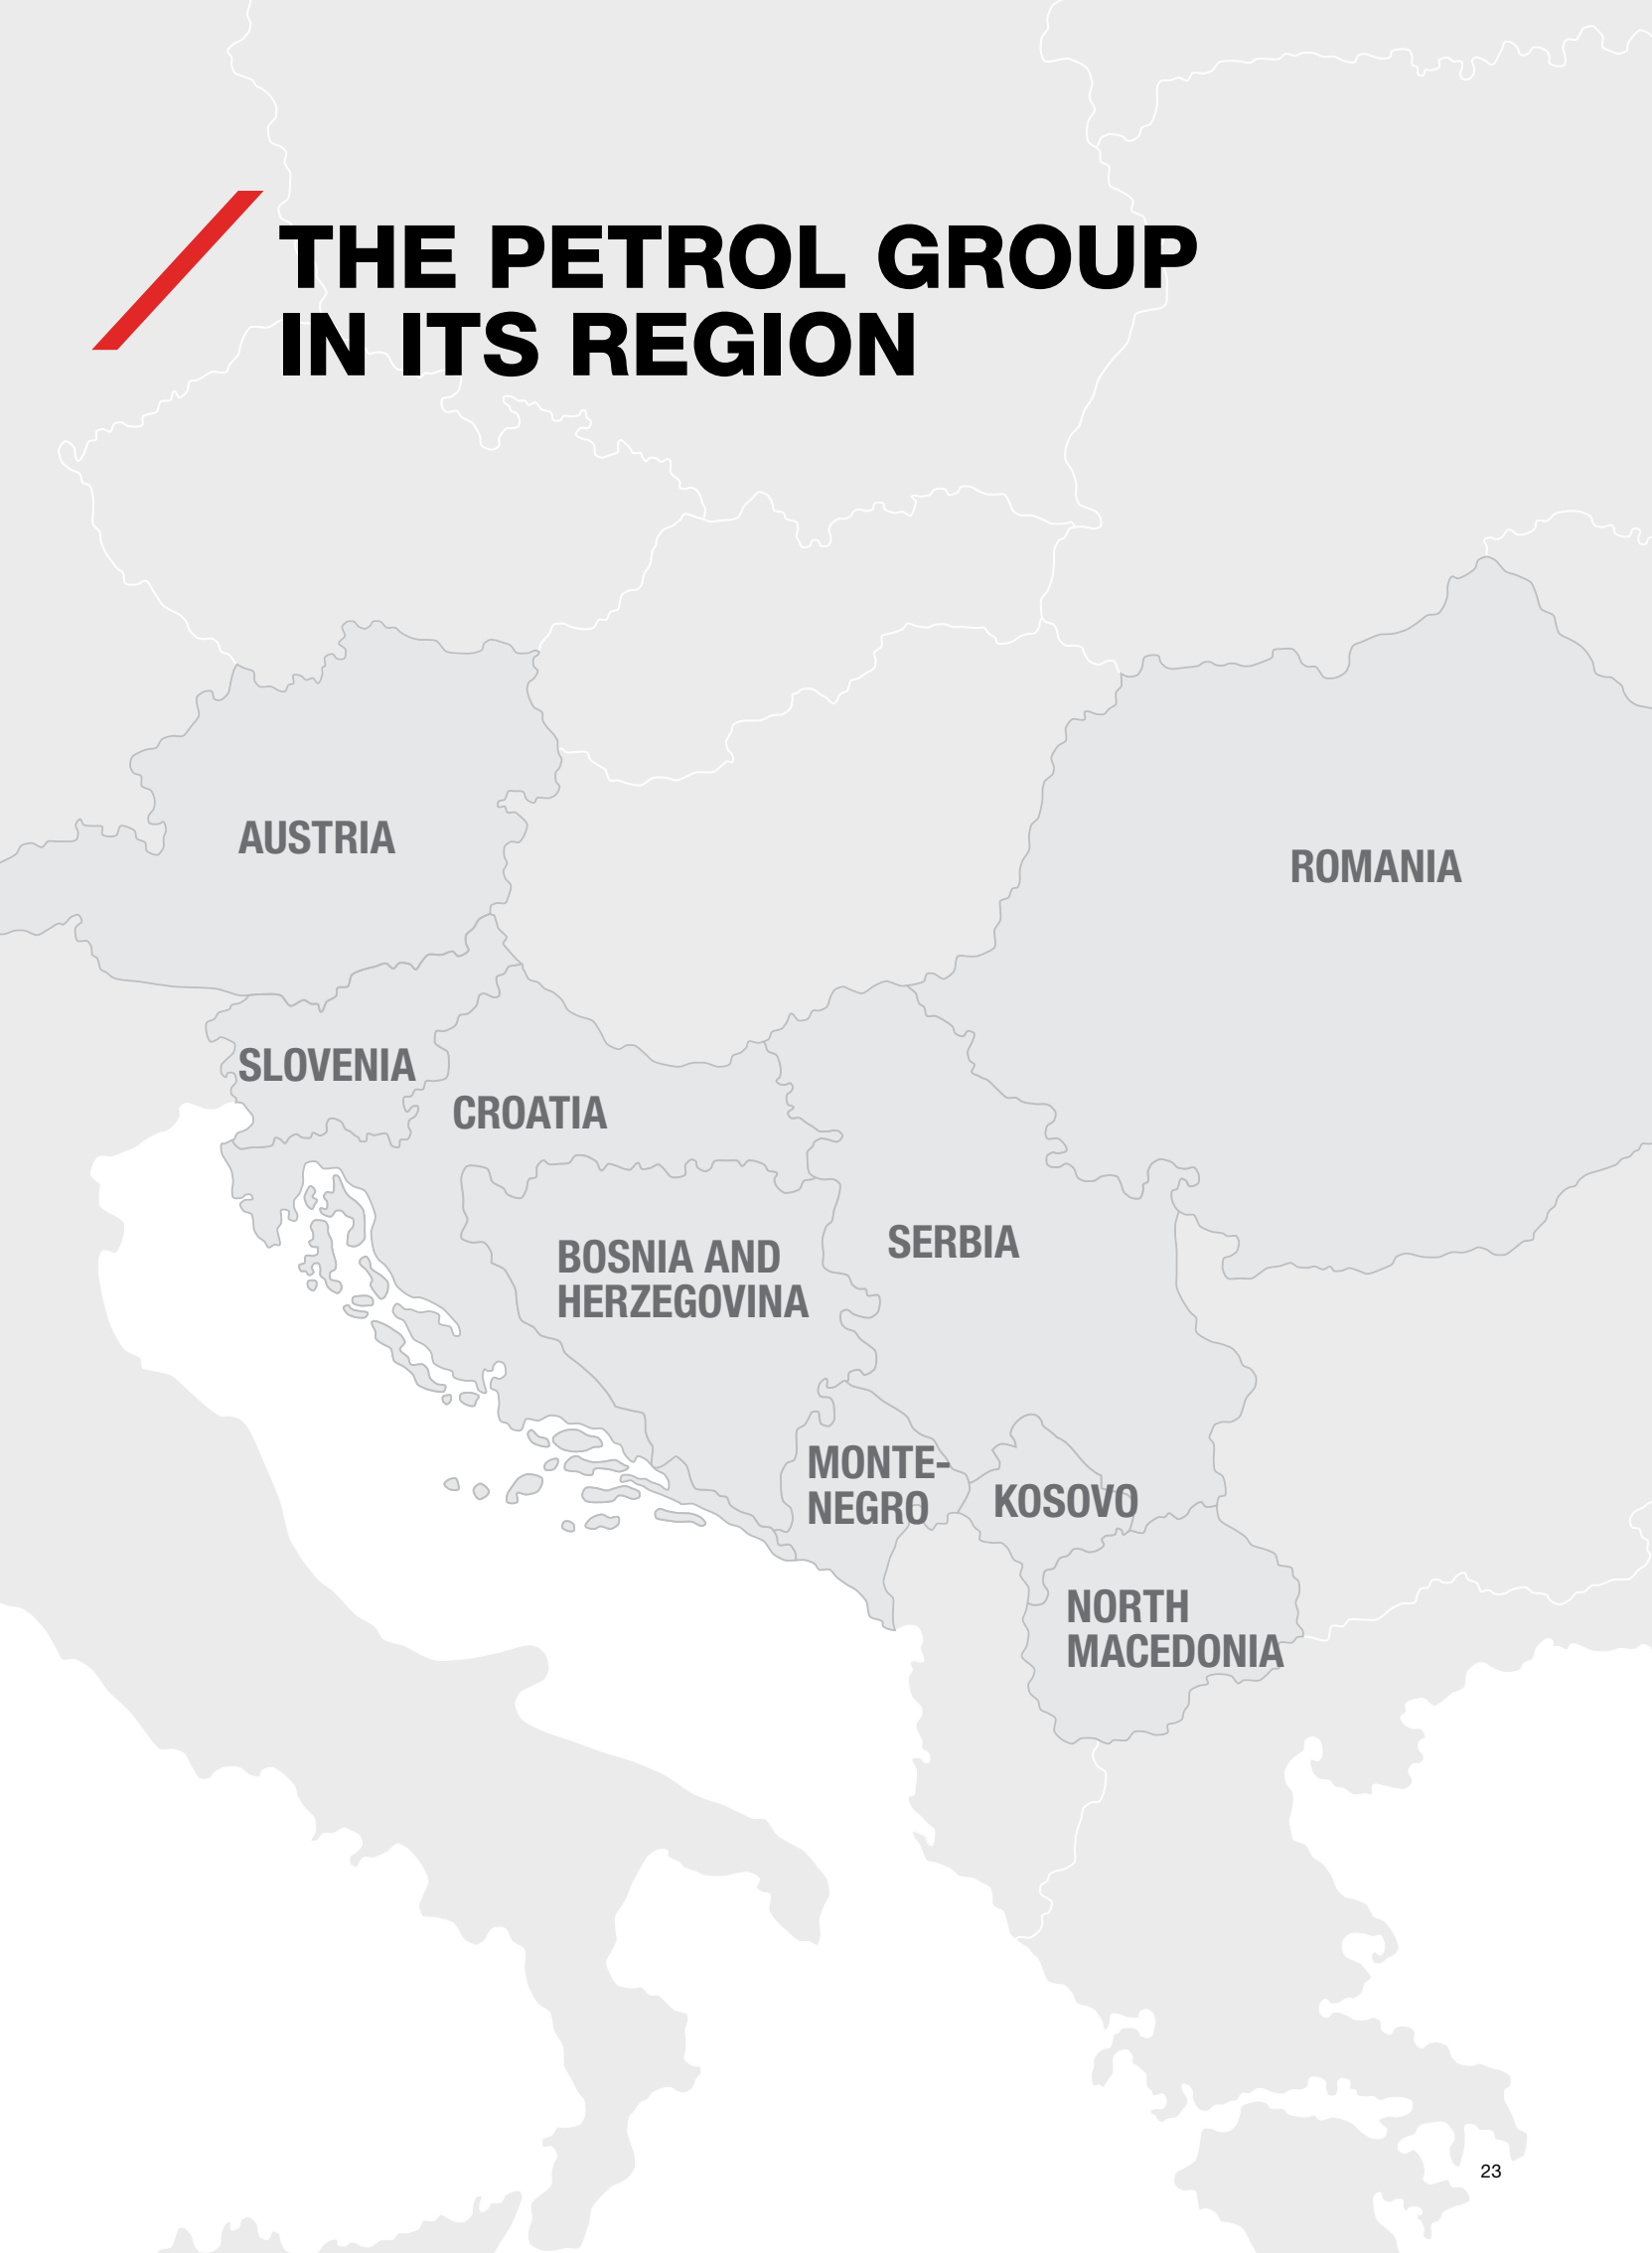 THE PETROL GROUP
IN ITS REGION
AUSTRIA
ROMANIA
SLOVENIA
CROATIA
SERBIA
BOSNIA AND
HERZEGOVINA
MONTE-
NEGRO
KOSOVO
NORTH
MACEDONIA
23